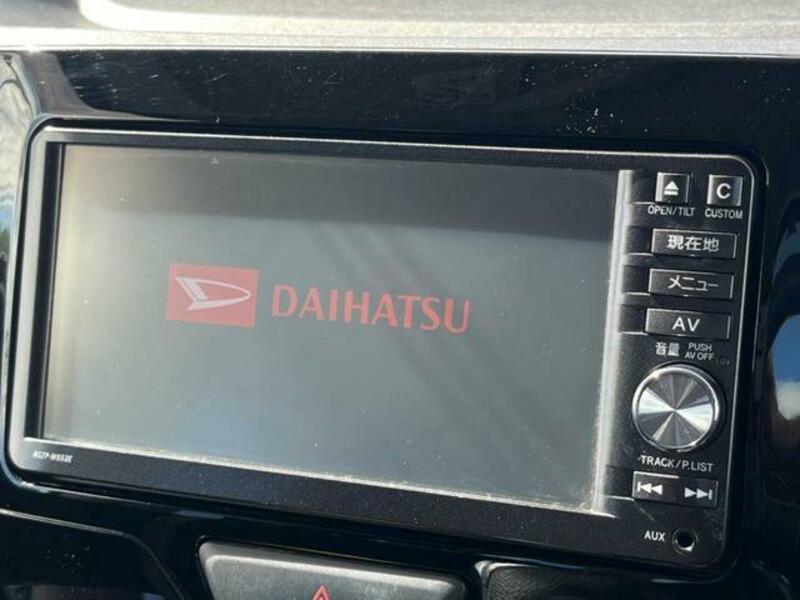 DAIHATSU
OPEN/TILT
C
CUSTOM
現在地
メニュー
AV
音量 PUSH
AV OFF
TRACK/P.LIST
AUX